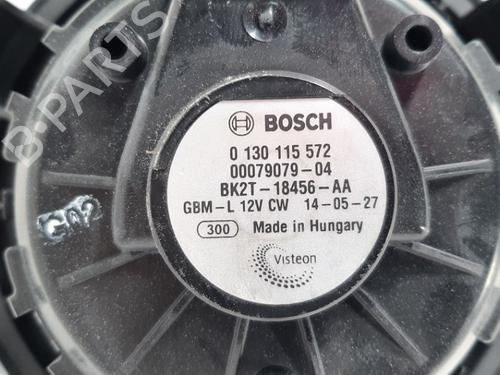 B-PARTS
BOSCH
0 130 115 572
00079079-04
BK2T-18456-AA
GBM-L 12V CW 14-05-27
300 Made in Hungary
Visteon